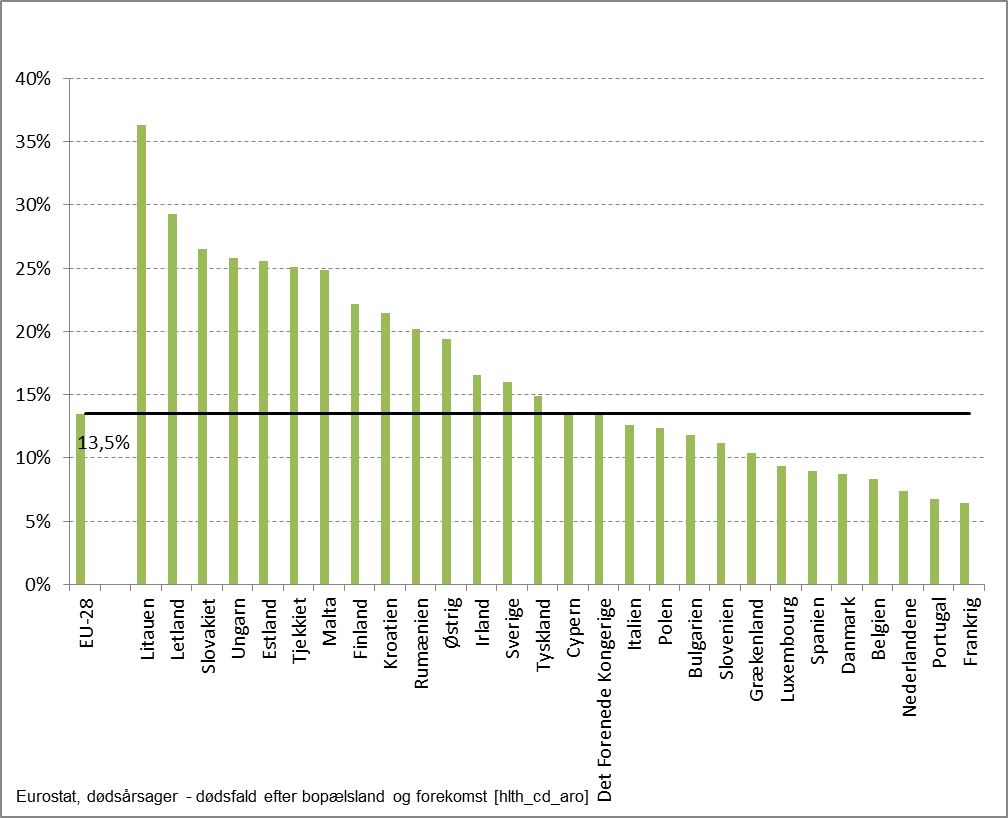 40%
35%
30%
25%
20%
15%
10%
5%
0%
13,5%
EU-28
Litauen
Letland
Slovakiet
Ungarn
Estland
Tjekkiet
Malta
Finland
Kroatien
Rumænien
Østrig
Irland
Sverige
Tyskland
Cypern
Det Forenede Kongerige
Italien
Polen
Bulgarien
Slovenien
Grækenland
Luxembourg
Spanien
Danmark
Belgien
Nederlandene
Portugal
Frankrig
Eurostat, dødsårsager - dødsfald efter bopælsland og forekomst [hlth_cd_aro]